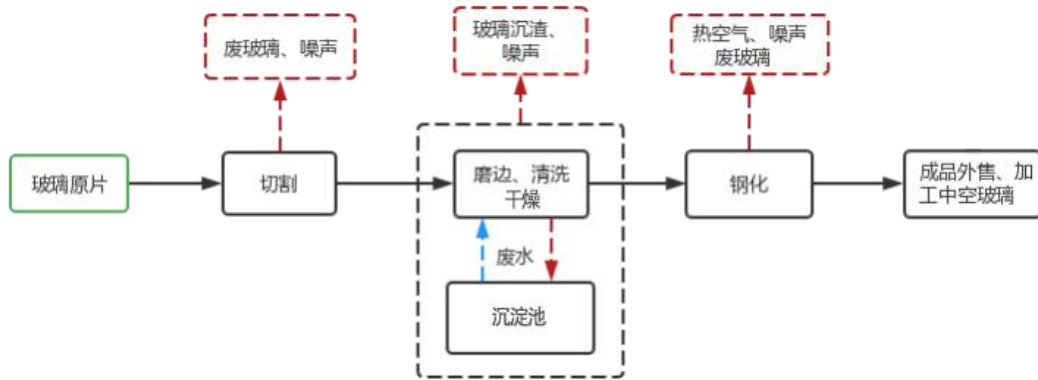 废玻璃、噪声
玻璃沉渣、
噪声
热空气、噪声
废玻璃
玻璃原片
切割
磨边、清洗
干燥
钢化
成品外售、加
工中空玻璃
废水
沉淀池